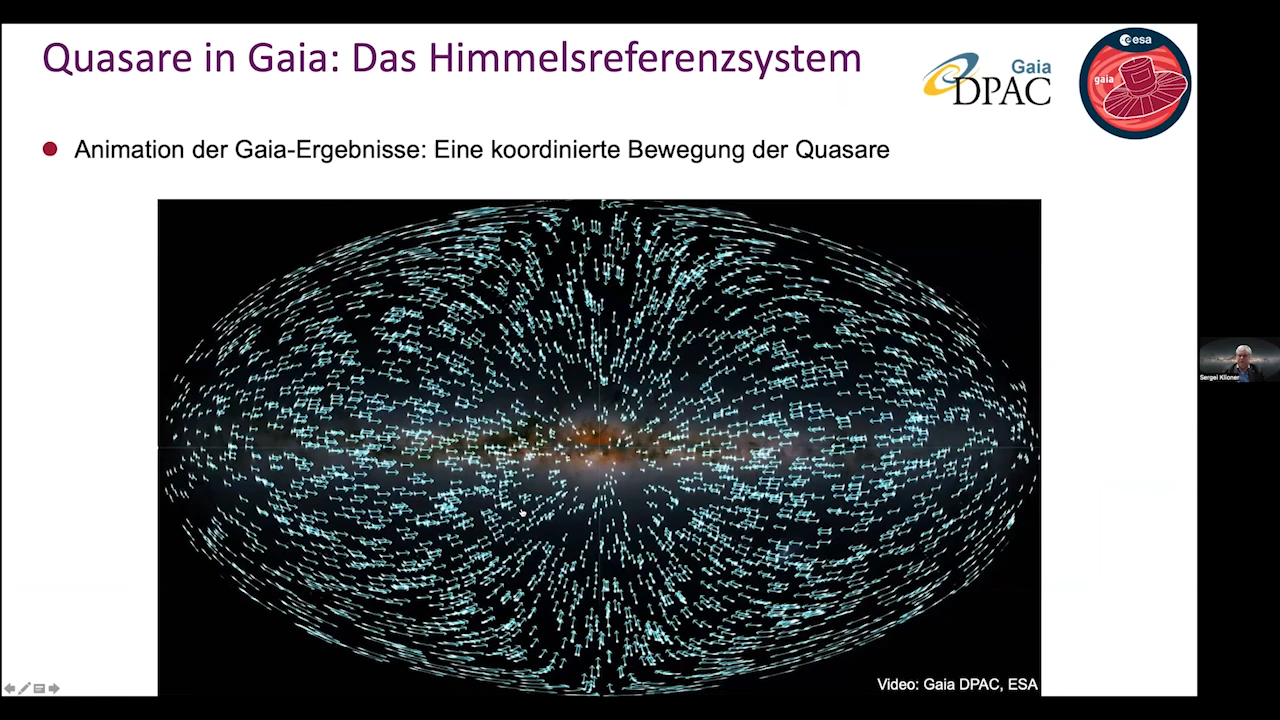 Quasare in Gaia: Das Himmelsreferenzsystem
Gaia
DPAC
esa
gaia
Animation der Gaia-Ergebnisse: Eine koordinierte Bewegung der Quasare
Sergei Klioner
Video: Gaia DPAC, ESA